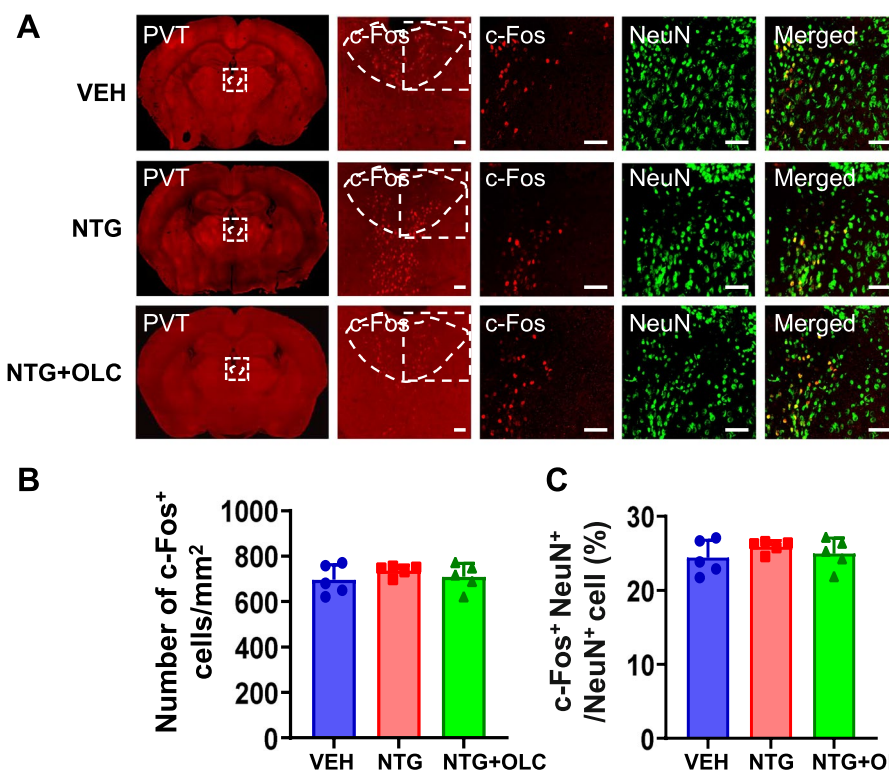 A
PVT c-Fos c-Fos NeuN Merged
VEH
PVT c-Fos c-Fos NeuN Merged
NTG
PVT c-Fos c-Fos NeuN Merged
NTG+OLC
B
Number of c-Fos⁺
cells/mm²
1000
800
600
400
200
0
VEH NTG NTG+OLC
C
c-Fos⁺ NeuN⁺
/NeuN⁺ cell (%)
30
20
10
0
VEH NTG NTG+O